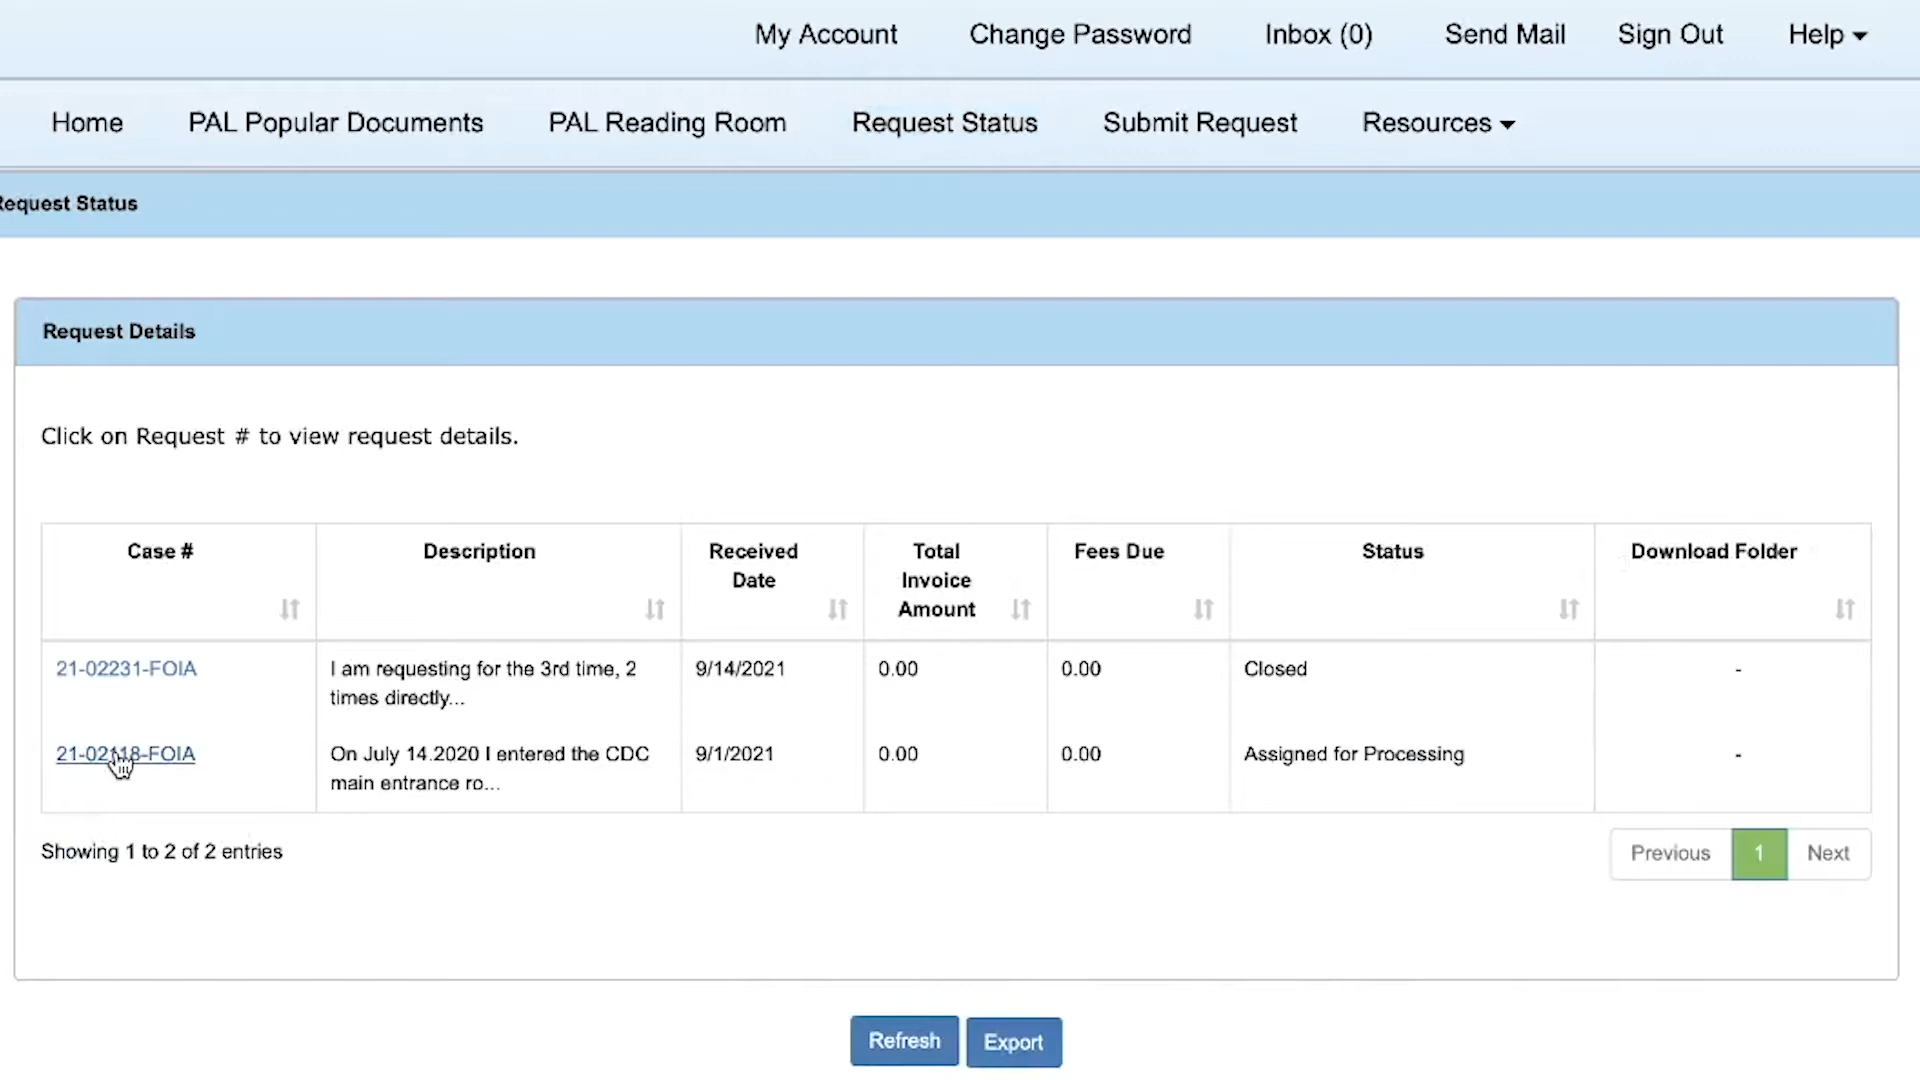 My Account Change Password Inbox (0) Send Mail Sign Out Help
Home PAL Popular Documents PAL Reading Room Request Status Submit Request Resources
Request Status
Request Details
Click on Request # to view request details.
Case # Description Received Date Total Invoice Amount Fees Due Status Download Folder
21-02231-FOIA I am requesting for the 3rd time, 2 9/14/2021 0.00 0.00 Closed -
times directly...
21-02118-FOIA On July 14.2020 I entered the CDC 9/1/2021 0.00 0.00 Assigned for Processing -
main entrance ro...
Showing 1 to 2 of 2 entries
Previous 1 Next
Refresh Export